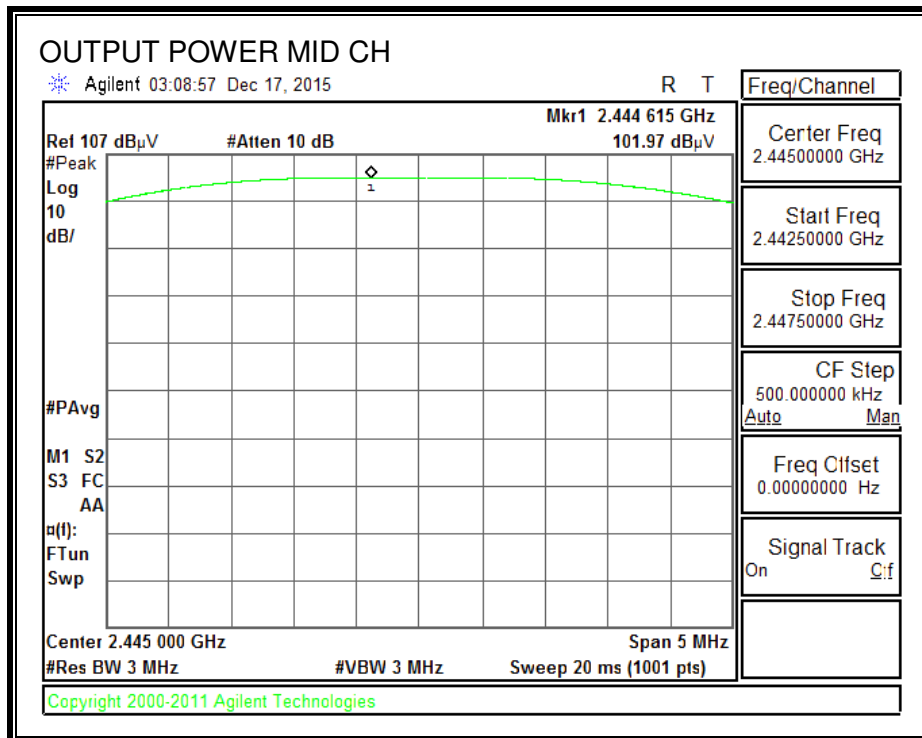 OUTPUT POWER MID CH
Agilent 03:08:57 Dec 17, 2015 R T
Freq/Channel
Mkr1 2.444 615 GHz
Ref 107 dBµV #Atten 10 dB 101.97 dBµV
#Peak
Log
10
dB/
1
#PAvg
M1 S2
S3 FC
AA
¤(f):
FTun
Swp
Center 2.445 000 GHz Span 5 MHz
#Res BW 3 MHz #VBW 3 MHz Sweep 20 ms (1001 pts)
Center Freq
2.44500000 GHz
Start Freq
2.44250000 GHz
Stop Freq
2.44750000 GHz
CF Step
500.000000 kHz
Auto Man
Freq Offset
0.00000000 Hz
Signal Track
On Off
Copyright 2000-2011 Agilent Technologies